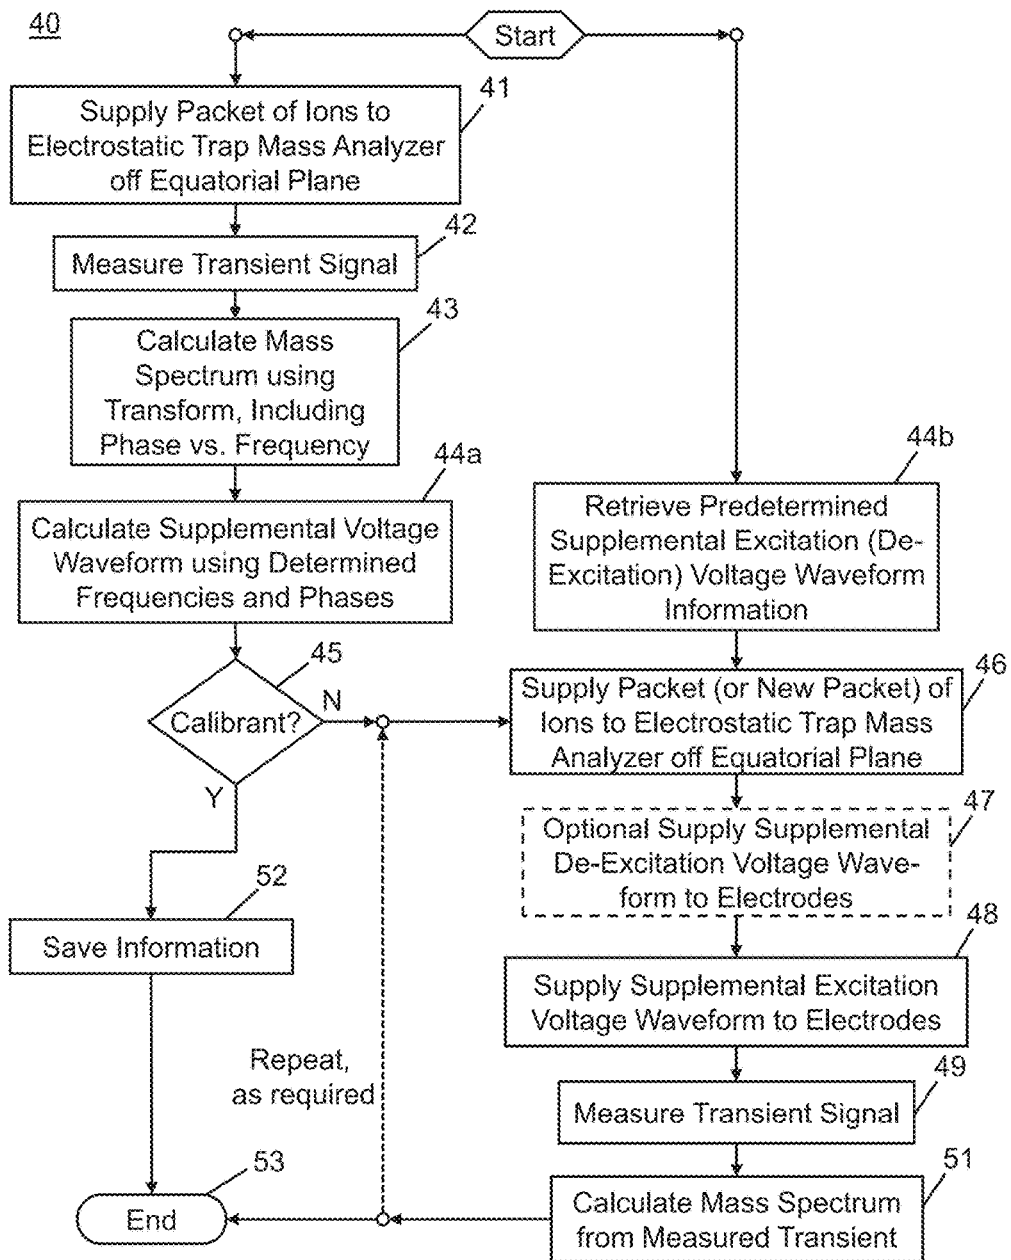 40
Start
41
Supply Packet of Ions to
Electrostatic Trap Mass Analyzer
off Equatorial Plane
42
Measure Transient Signal
43
Calculate Mass
Spectrum using
Transform, Including
Phase vs. Frequency
44a
Calculate Supplemental Voltage
Waveform using Determined
Frequencies and Phases
45
Calibrant?
N
Y
52
Save Information
53
End
Repeat,
as required
44b
Retrieve Predetermined
Supplemental Excitation (De-
Excitation) Voltage Waveform
Information
46
Supply Packet (or New Packet) of
Ions to Electrostatic Trap Mass
Analyzer off Equatorial Plane
47
Optional Supply Supplemental
De-Excitation Voltage Wave-
form to Electrodes
48
Supply Supplemental Excitation
Voltage Waveform to Electrodes
49
Measure Transient Signal
51
Calculate Mass Spectrum
from Measured Transient